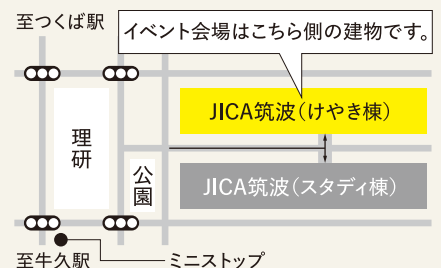 至つくば駅
イベント会場はこちら側の建物です。
JICA筑波(けやき棟)
理研
公園
JICA筑波(スタディ棟)
至牛久駅
ミニストップ